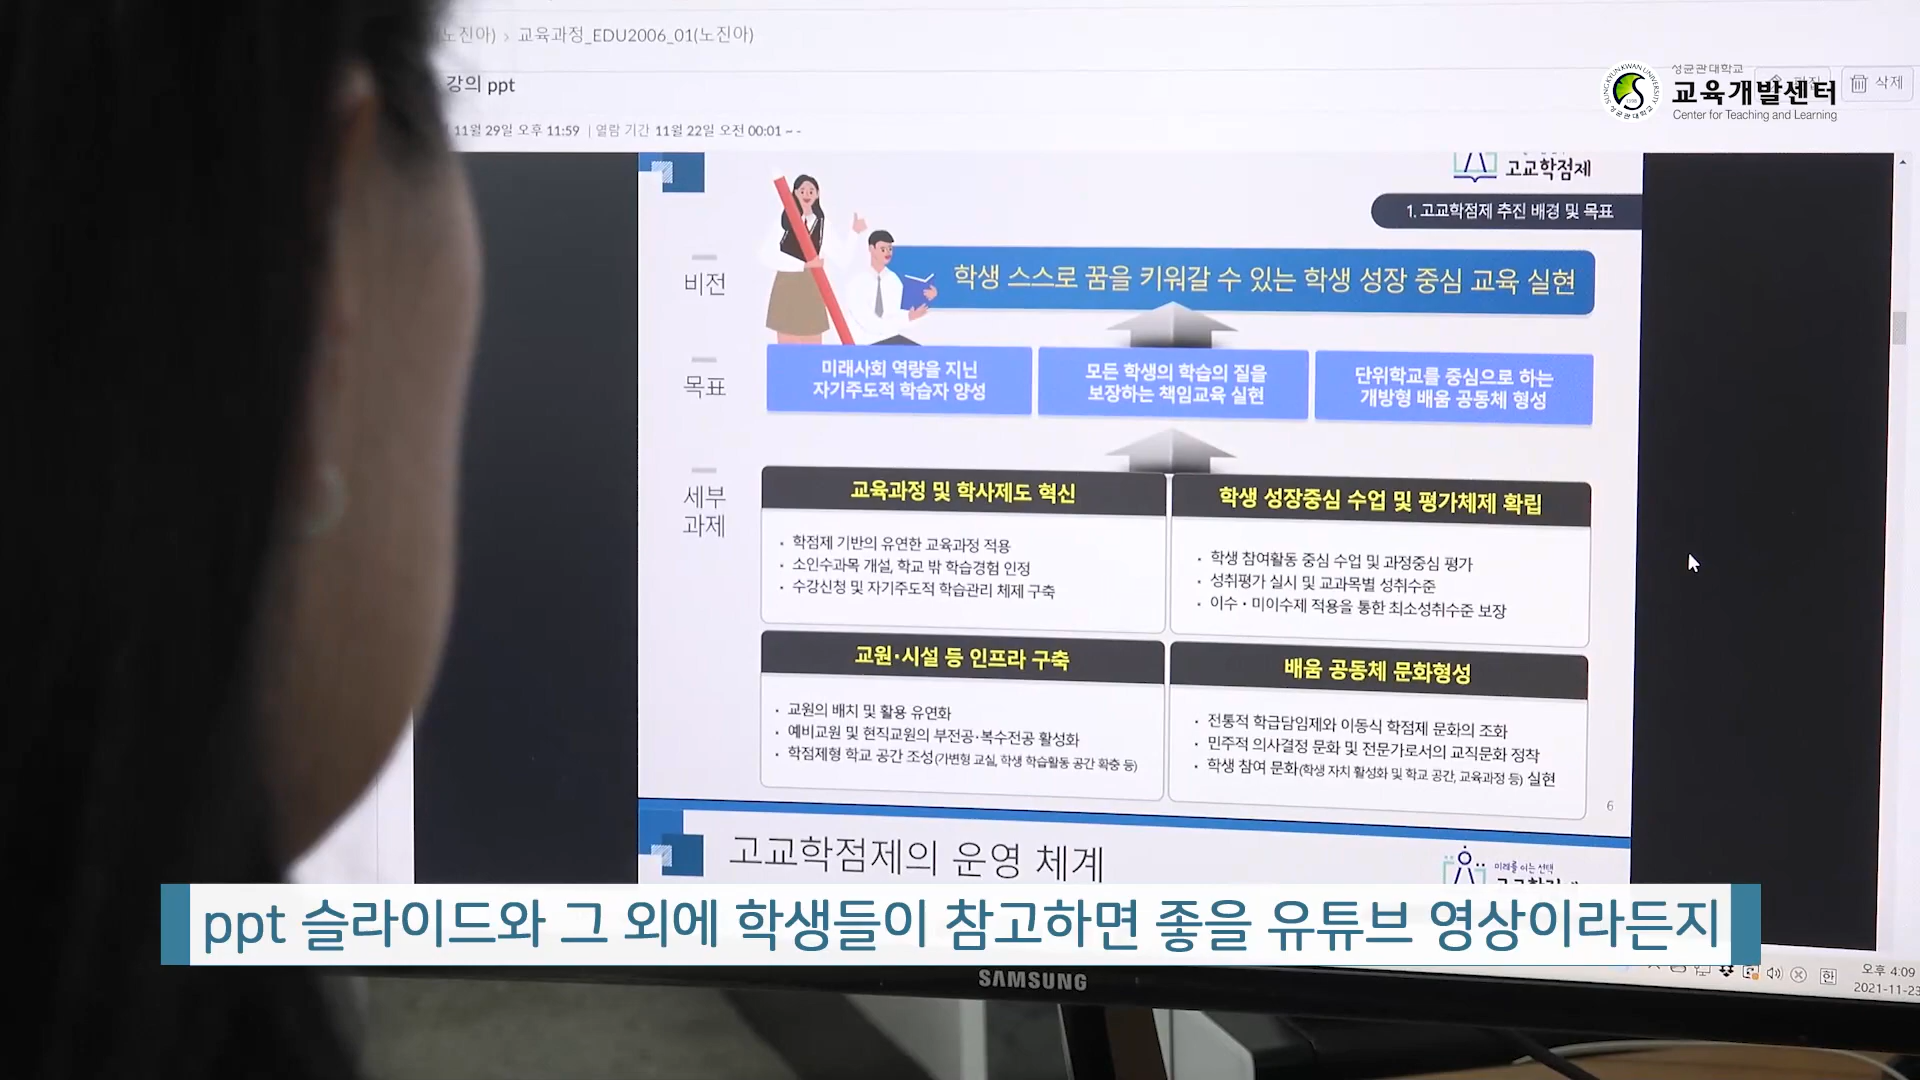 노진아) › 교육과정_EDU2006_01(노진아)
강의 ppt
11월 29일 오후 11:59 | 열람 기간 11월 22일 오전 00:01 ~ -
성균관대학교
교육개발센터
Center for Teaching and Learning
삭제
고교학점제
1. 고교학점제 추진 배경 및 목표
비전
학생 스스로 꿈을 키워갈 수 있는 학생 성장 중심 교육 실현
목표
미래사회 역량을 지닌
자기주도적 학습자 양성
모든 학생의 학습의 질을
보장하는 책임교육 실현
단위학교를 중심으로 하는
개방형 배움 공동체 형성
세부
과제
교육과정 및 학사제도 혁신
· 학점제 기반의 유연한 교육과정 적용
· 소인수과목 개설, 학교 밖 학습경험 인정
· 수강신청 및 자기주도적 학습관리 체제 구축
학생 성장중심 수업 및 평가체제 확립
· 학생 참여활동 중심 수업 및 과정중심 평가
· 성취평가 실시 및 교과목별 성취수준
· 이수·미이수제 적용을 통한 최소성취수준 보장
교원·시설 등 인프라 구축
· 교원의 배치 및 활용 유연화
· 예비교원 및 현직교원의 부전공·복수전공 활성화
· 학점제형 학교 공간 조성(가변형 교실, 학생 학습활동 공간 확충 등)
배움 공동체 문화형성
· 전통적 학급담임제와 이동식 학점제 문화의 조화
· 민주적 의사결정 문화 및 전문가로서의 교직문화 정착
· 학생 참여 문화(학생 자치 활성화 및 학교 공간, 교육과정 등) 실현
6
고교학점제의 운영 체계
미래를 여는 선택
ppt 슬라이드와 그 외에 학생들이 참고하면 좋을 유튜브 영상이라든지
SAMSUNG
한
오후 4:09
2021-11-23